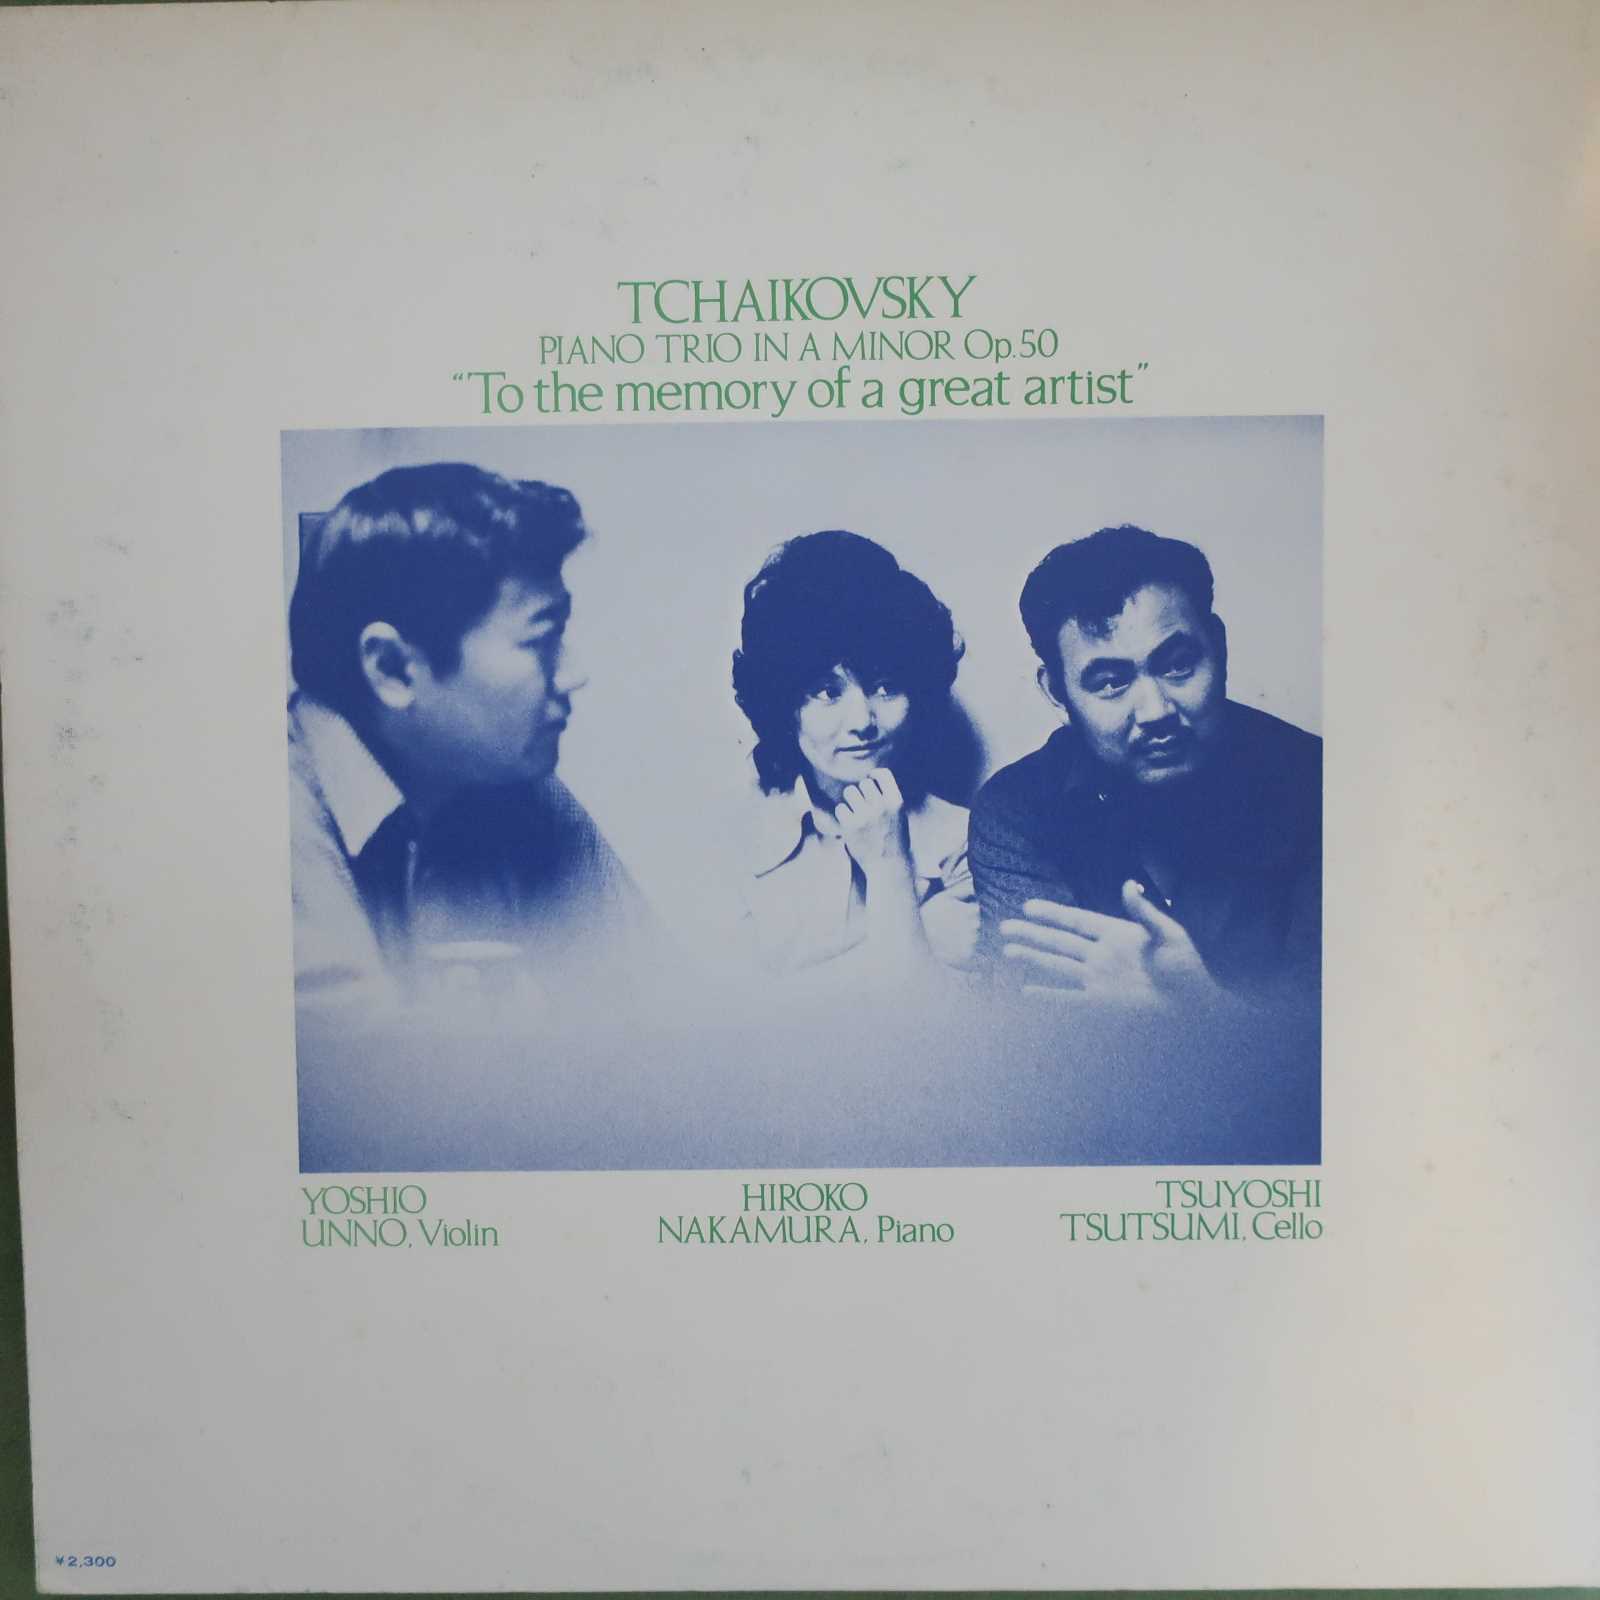 TCHAIKOVSKY
PIANO TRIO IN A MINOR Op.50
“To the memory of a great artist”
YOSHIO
UNNO, Violin
HIROKO
NAKAMURA, Piano
TSUYOSHI
TSUTSUMI, Cello
¥2,300